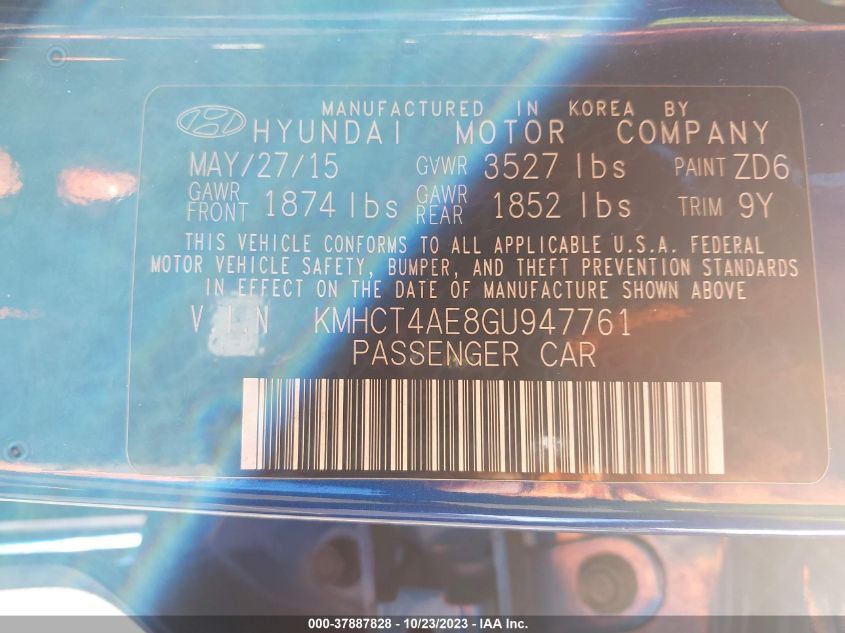 MANUFACTURED IN KOREA BY
HYUNDAI MOTOR COMPANY
MAY/27/15 GVWR 3527 lbs PAINT ZD6
GAWR FRONT 1874 lbs GAWR REAR 1852 lbs TRIM 9Y
THIS VEHICLE CONFORMS TO ALL APPLICABLE U.S.A. FEDERAL
MOTOR VEHICLE SAFETY, BUMPER, AND THEFT PREVENTION STANDARDS
IN EFFECT ON THE DATE OF MANUFACTURE SHOWN ABOVE
V.I.N KMHCT4AE8GU947761
PASSENGER CAR
000-37887828 - 10/23/2023 - IAA Inc.